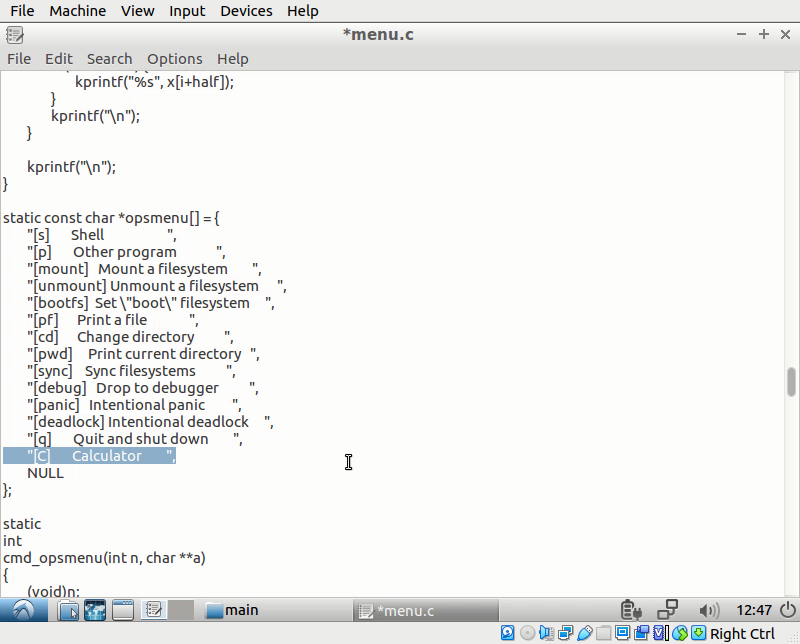 File Machine View Input Devices Help
*menu.c
File Edit Search Options Help
kprintf("%s", x[i+half]);
}
kprintf("\n");
}
kprintf("\n");
}
static const char *opsmenu[] = {
"[s] Shell ",
"[p] Other program ",
"[mount] Mount a filesystem ",
"[unmount] Unmount a filesystem ",
"[bootfs] Set \"boot\" filesystem ",
"[pf] Print a file ",
"[cd] Change directory ",
"[pwd] Print current directory ",
"[sync] Sync filesystems ",
"[debug] Drop to debugger ",
"[panic] Intentional panic ",
"[deadlock] Intentional deadlock ",
"[q] Quit and shut down ",
"[C] Calculator ",
NULL
};
static
int
cmd_opsmenu(int n, char **a)
{
(void)n;
main
*menu.c
12:47
Right Ctrl